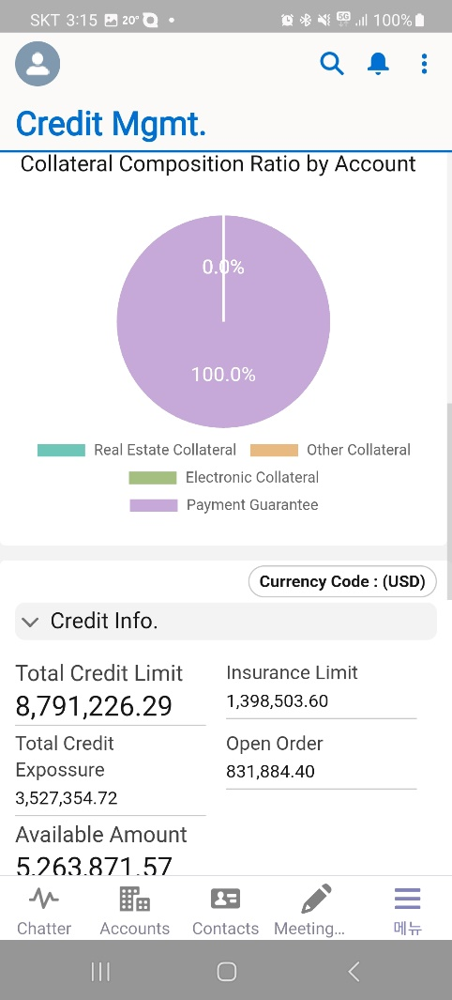 SKT 3:15 20° 5G 100%
Credit Mgmt.
Collateral Composition Ratio by Account
0.0%
100.0%
Real Estate Collateral Other Collateral
Electronic Collateral
Payment Guarantee
Currency Code : (USD)
Credit Info.
Total Credit Limit
8,791,226.29
Insurance Limit
1,398,503.60
Total Credit
Expossure
3,527,354.72
Open Order
831,884.40
Available Amount
5,263,871.57
Chatter Accounts Contacts Meeting... 메뉴